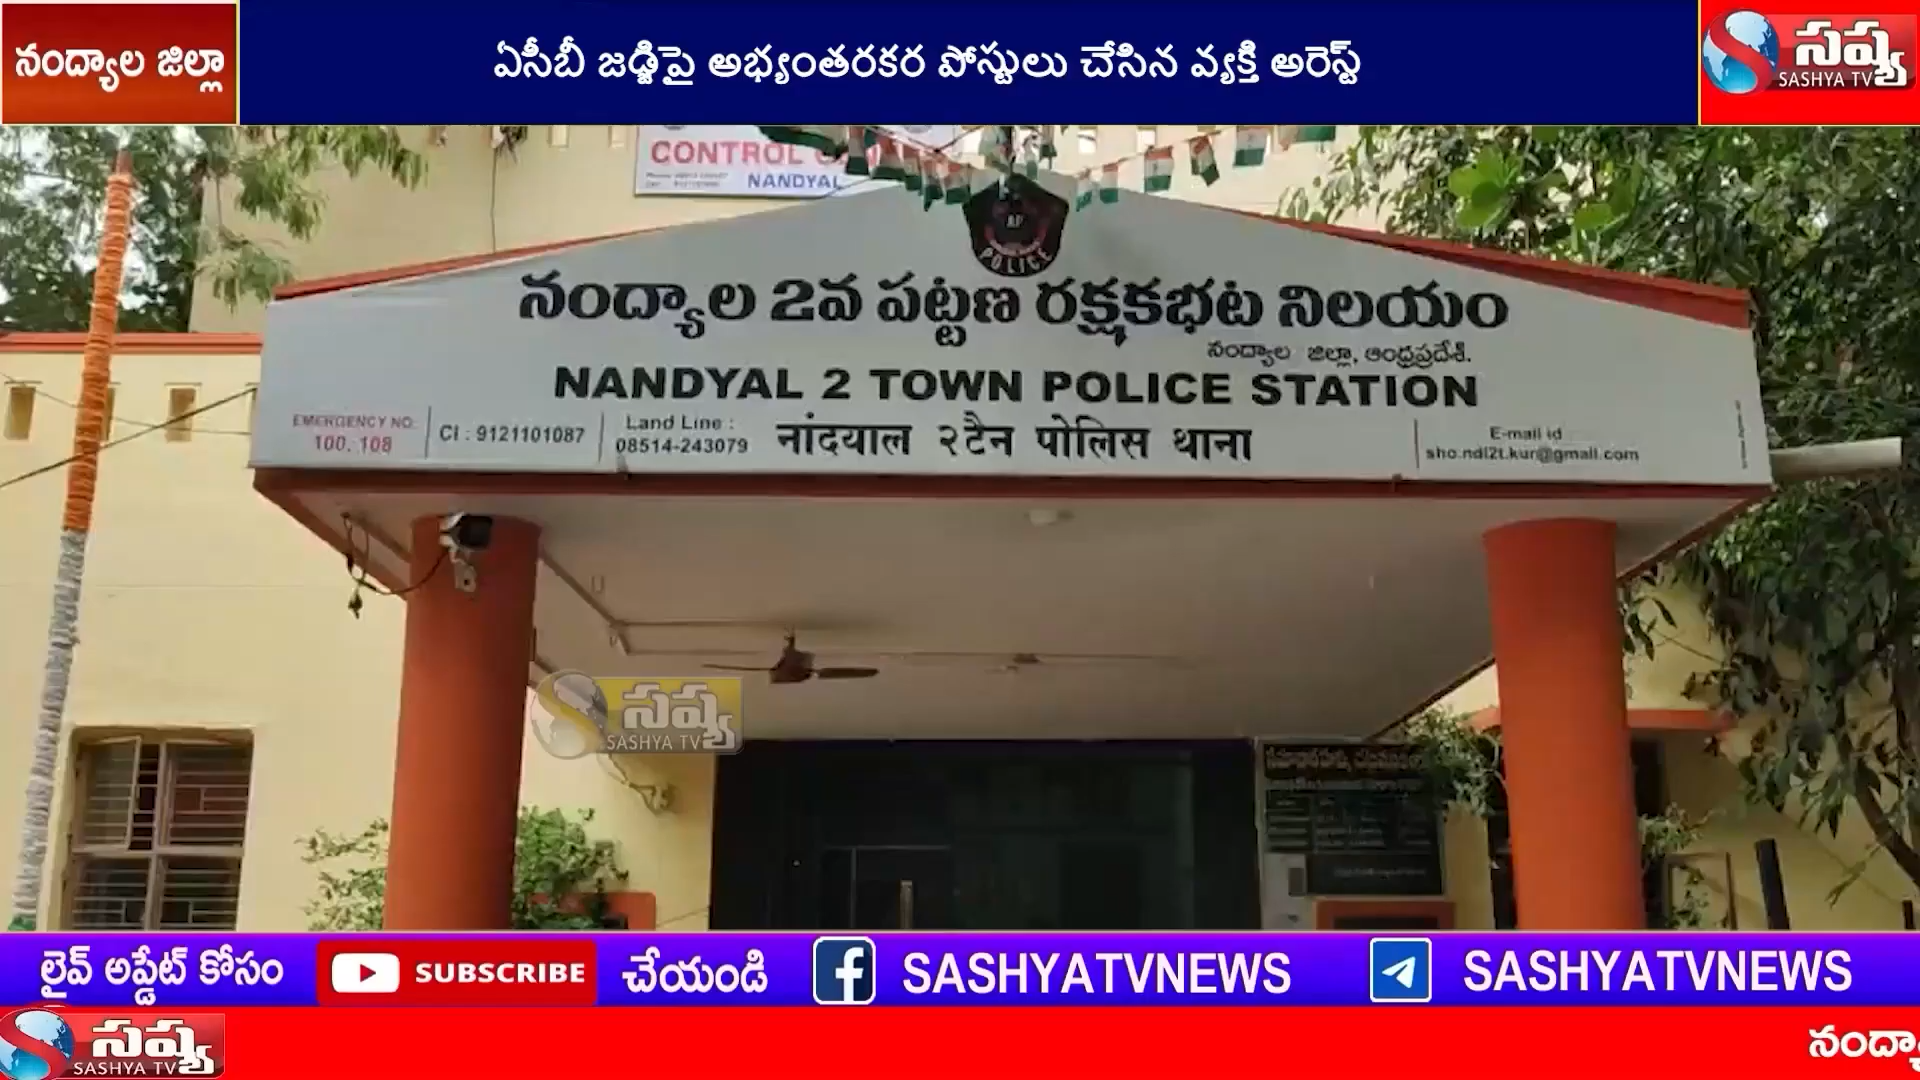 నంద్యాల జిల్లా
ఏసీబీ జడ్జిపై అభ్యంతరకర పోస్టులు చేసిన వ్యక్తి అరెస్ట్
సష్య
SASHYA TV
CONTROL
NANDYAL
AP
POLICE
నంద్యాల 2వ పట్టణ రక్షకభట నిలయం
నంద్యాల జిల్లా, ఆంధ్రప్రదేశ్.
NANDYAL 2 TOWN POLICE STATION
EMERGENCY NO:
100, 108
CI : 9121101087
Land Line :
08514-243079
नांदयाल २टैन पोलिस थाना
E-mail id
sho.ndl2t.kur@gmail.com
సష్య
SASHYA TV
లైవ్ అప్డేట్ కోసం
SUBSCRIBE
చేయండి
SASHYATVNEWS
SASHYATVNEWS
సష్య
SASHYA TV